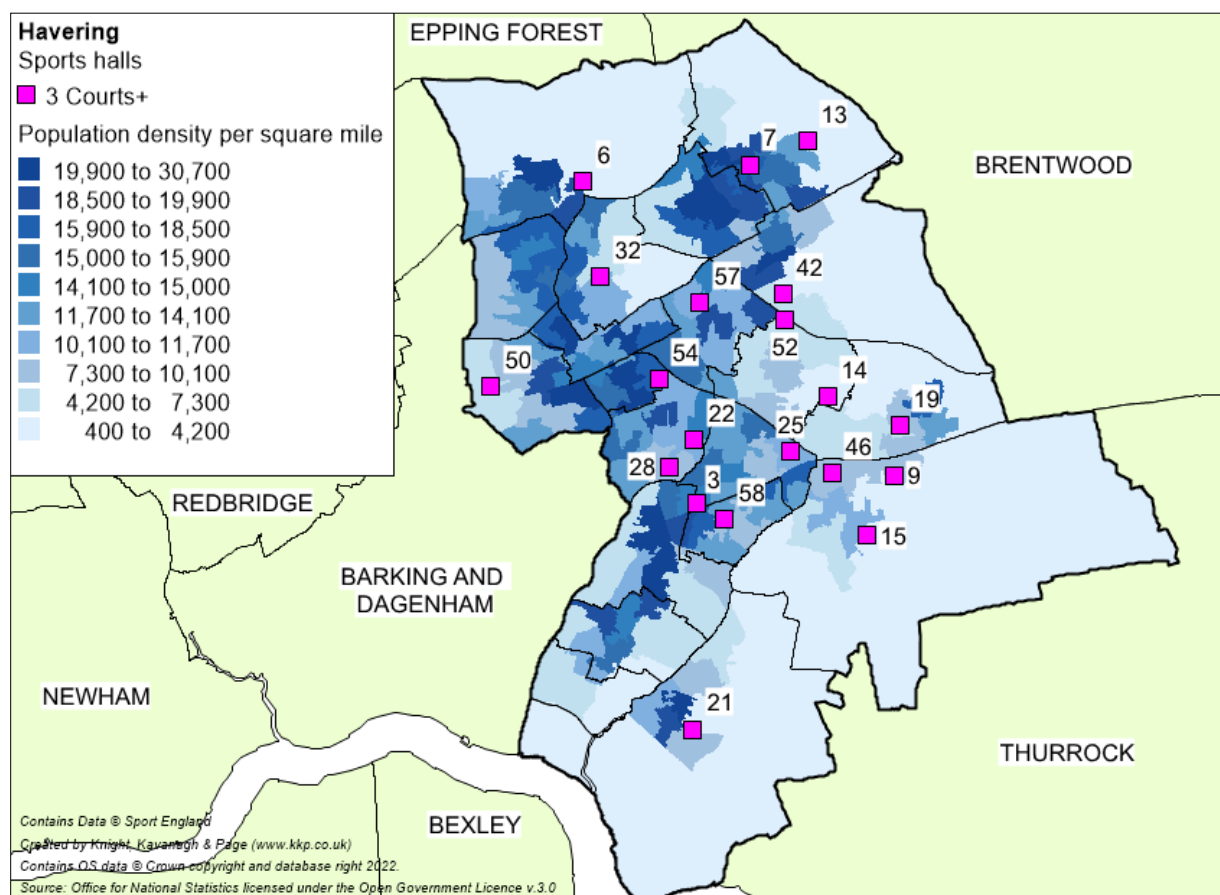 Havering
Sports halls
3 Courts+
Population density per square mile
19,900 to 30,700
18,500 to 19,900
15,900 to 18,500
15,000 to 15,900
14,100 to 15,000
11,700 to 14,100
10,100 to 11,700
7,300 to 10,100
4,200 to 7,300
400 to 4,200
EPPING FOREST
13
7
6
BRENTWOOD
32
42
57
52
54
50
14
19
22
25
46
28
9
3
58
15
REDBRIDGE
BARKING AND
DAGENHAM
NEWHAM
21
THURROCK
BEXLEY
Contains Data ® Sport England
Created by Knight, Kavanagh & Page (www.kkp.co.uk)
Contains OS data ® Crown copyright and database right 2022.
Source: Office for National Statistics licensed under the Open Government Licence v.3.0